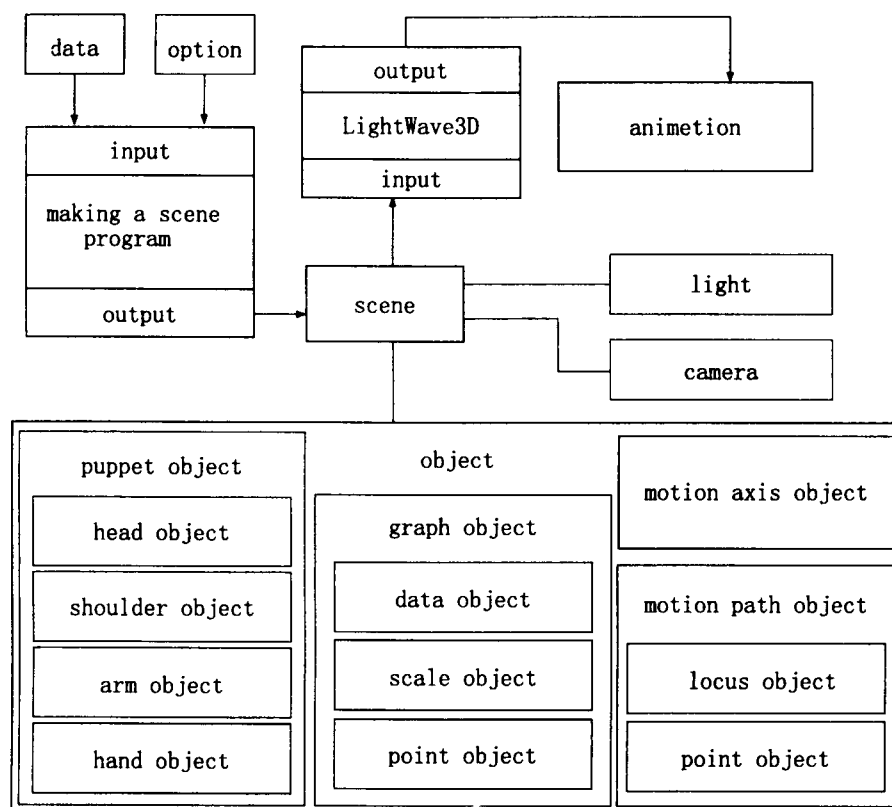 data
option
input
making a scene
program
output
output
LightWave3D
input
animetion
scene
light
camera
puppet object
head object
shoulder object
arm object
hand object
object
graph object
data object
scale object
point object
motion axis object
motion path object
locus object
point object